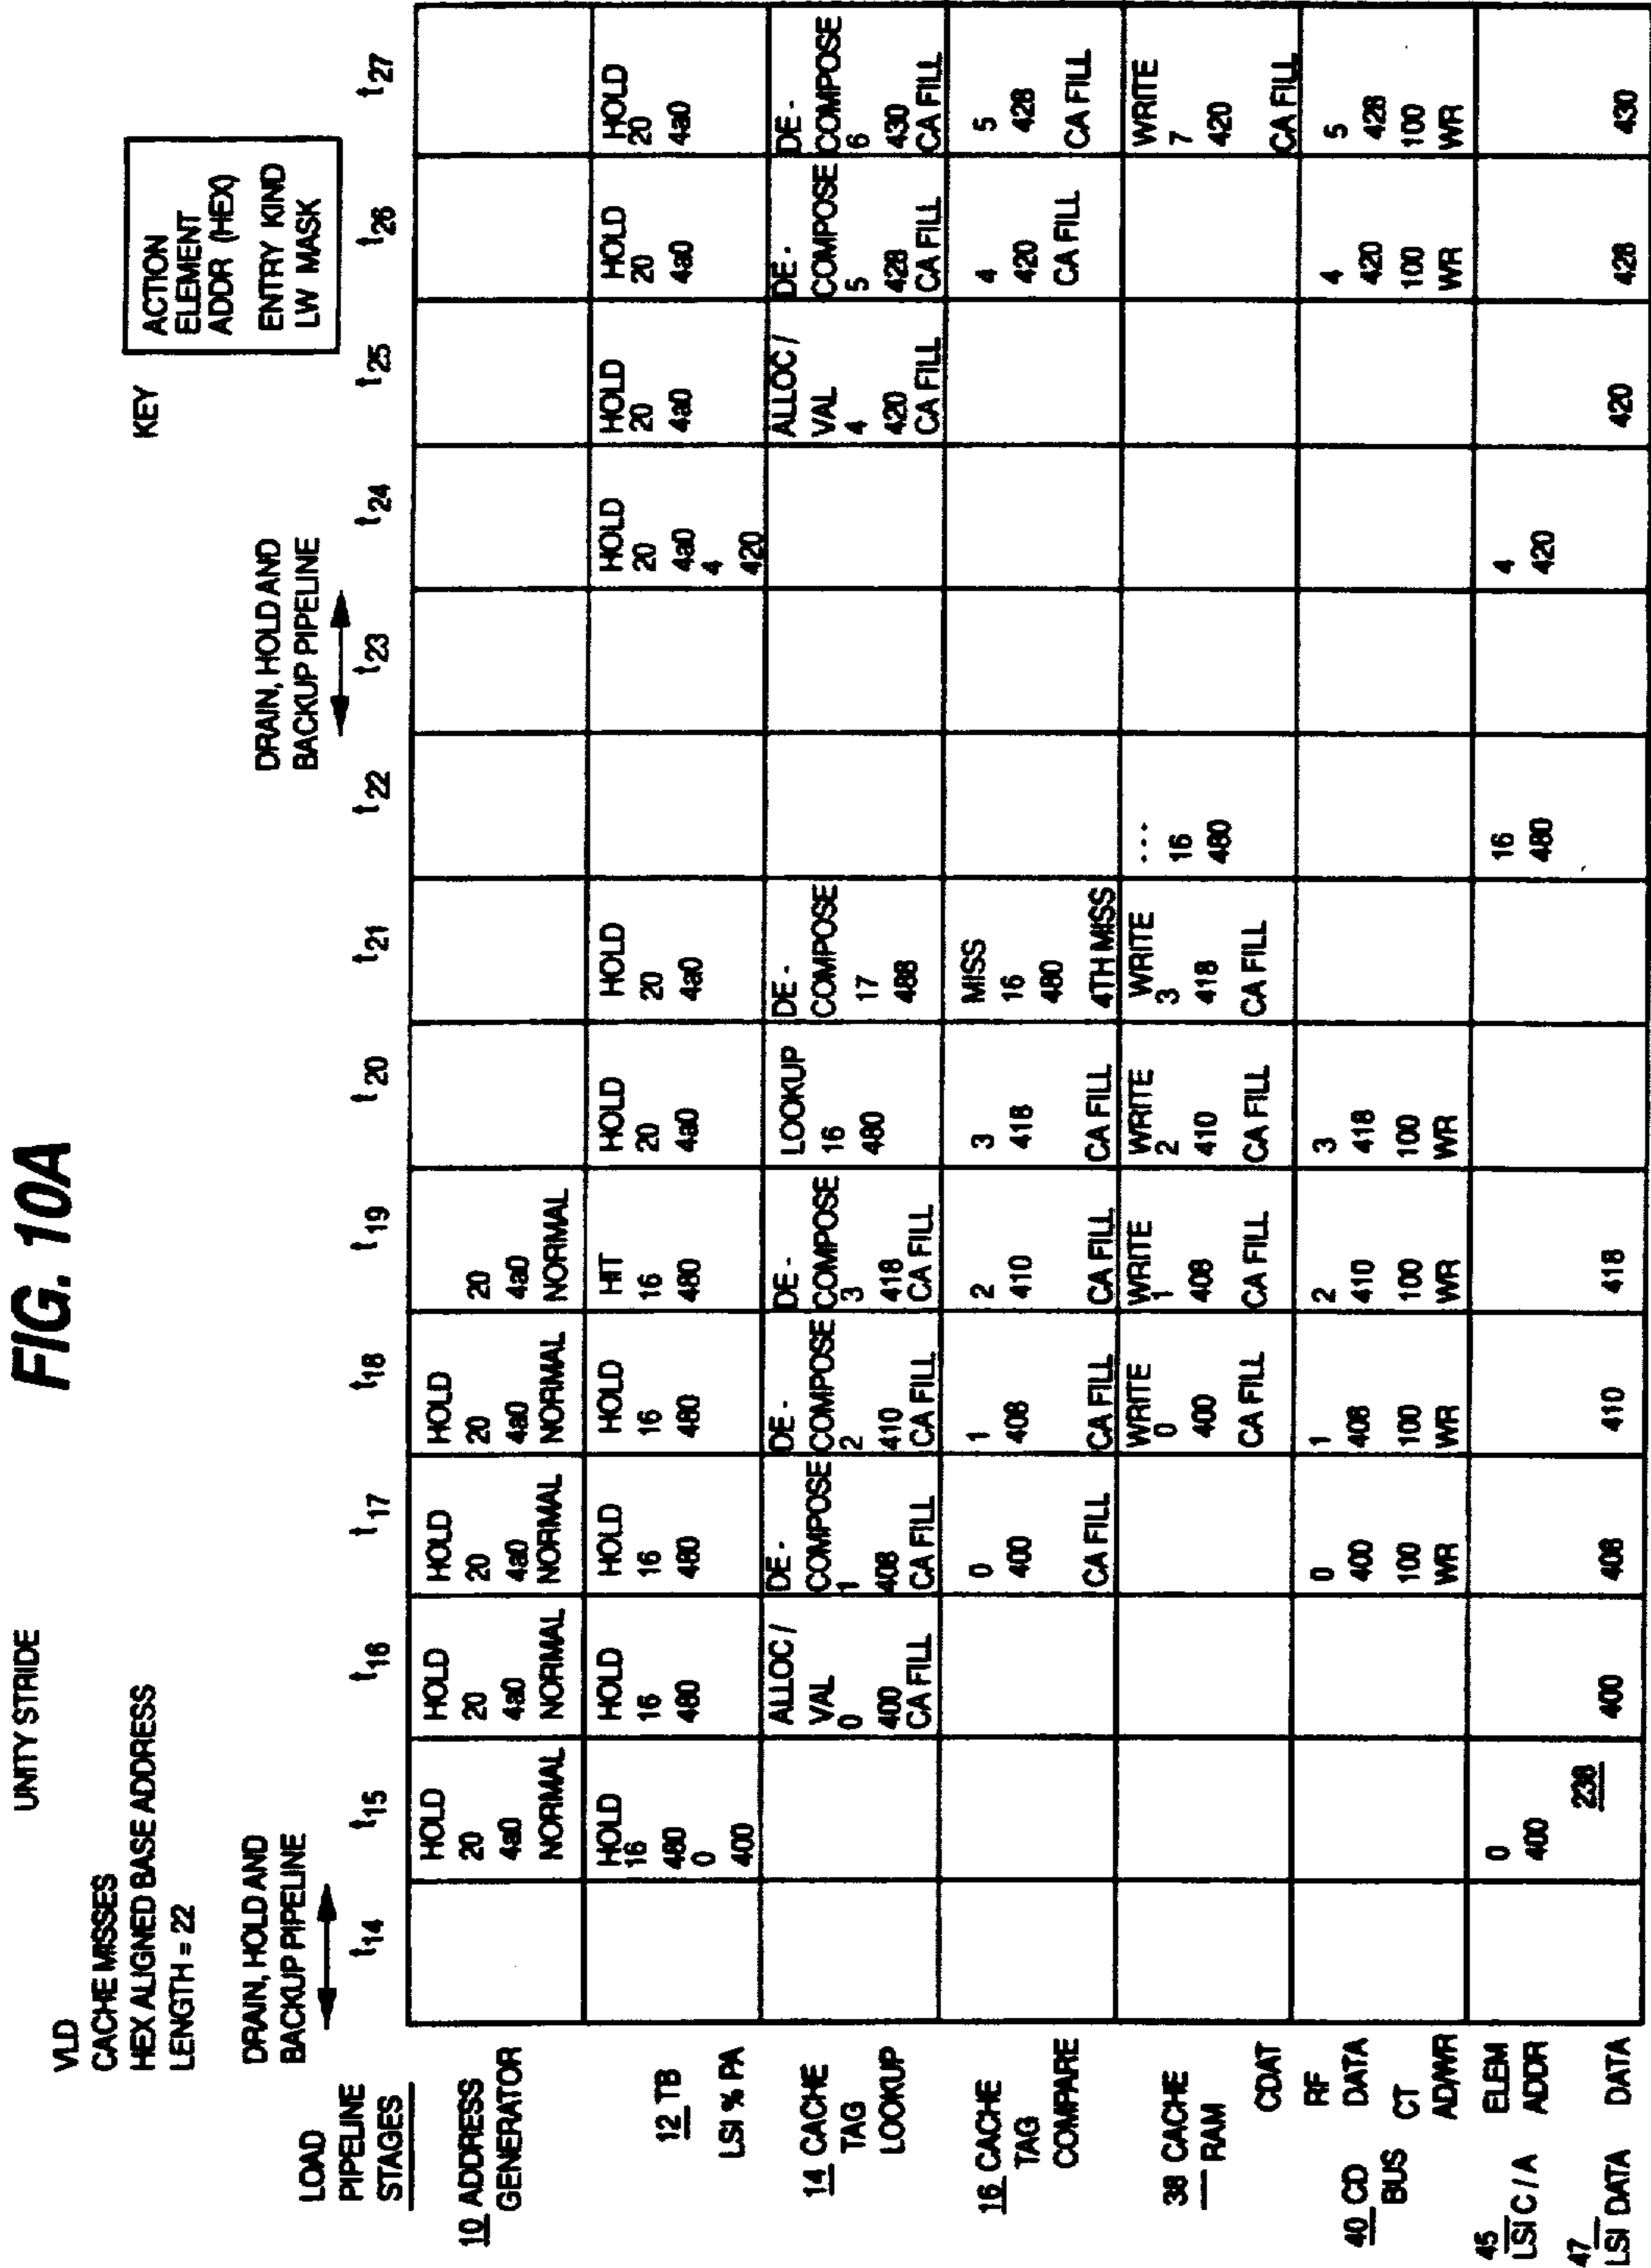 FIG. 10A
UNITY STRIDE
VLD
CACHE MISSES
HEX ALIGNED BASE ADDRESS
LENGTH = 22
KEY
ACTION
ELEMENT
ADDR (HEX)
ENTRY KIND
LW MASK
DRAIN, HOLD AND
BACKUP PIPELINE
DRAIN, HOLD AND
BACKUP PIPELINE
LOAD
PIPELINE
STAGES
t14 t15 t16 t17 t18 t19 t20 t21 t22 t23 t24 t25 t26 t27
10 ADDRESS
GENERATOR
HOLD
20
4a0
NORMAL
HOLD
20
4a0
NORMAL
HOLD
20
4a0
NORMAL
HOLD
20
4a0
NORMAL
20
4a0
NORMAL
12 TB
LSI % PA
HOLD
16
480
0
400
HOLD
16
480
HOLD
16
480
HOLD
16
480
HIT
16
480
HOLD
20
4a0
HOLD
20
4a0
HOLD
20
4a0
4
420
HOLD
20
4a0
HOLD
20
4a0
HOLD
20
4a0
14 CACHE
TAG
LOOKUP
ALLOC /
VAL
0
400
CA FILL
DE -
COMPOSE
1
408
CA FILL
DE -
COMPOSE
2
410
CA FILL
DE -
COMPOSE
3
418
CA FILL
LOOKUP
16
480
DE -
COMPOSE
17
488
ALLOC /
VAL
4
420
CA FILL
DE -
COMPOSE
5
428
CA FILL
DE -
COMPOSE
6
430
CA FILL
16 CACHE
TAG
COMPARE
0
400
CA FILL
1
408
CA FILL
2
410
CA FILL
3
418
CA FILL
MISS
16
480
4TH MISS
4
420
CA FILL
5
428
CA FILL
38 CACHE
RAM
CDAT
WRITE
0
400
CA FILL
WRITE
1
408
CA FILL
WRITE
2
410
CA FILL
WRITE
3
418
CA FILL
...
16
480
WRITE
7
420
CA FILL
40 CD
BUS
RF
DATA
CT
AD/WR
0
400
100
WR
1
408
100
WR
2
410
100
WR
3
418
100
WR
4
420
100
WR
5
428
100
WR
45
LSI C / A
ELEM
ADDR
47
LSI DATA
DATA
0
400
238
400
408
410
418
16
480
4
420
420
428
430